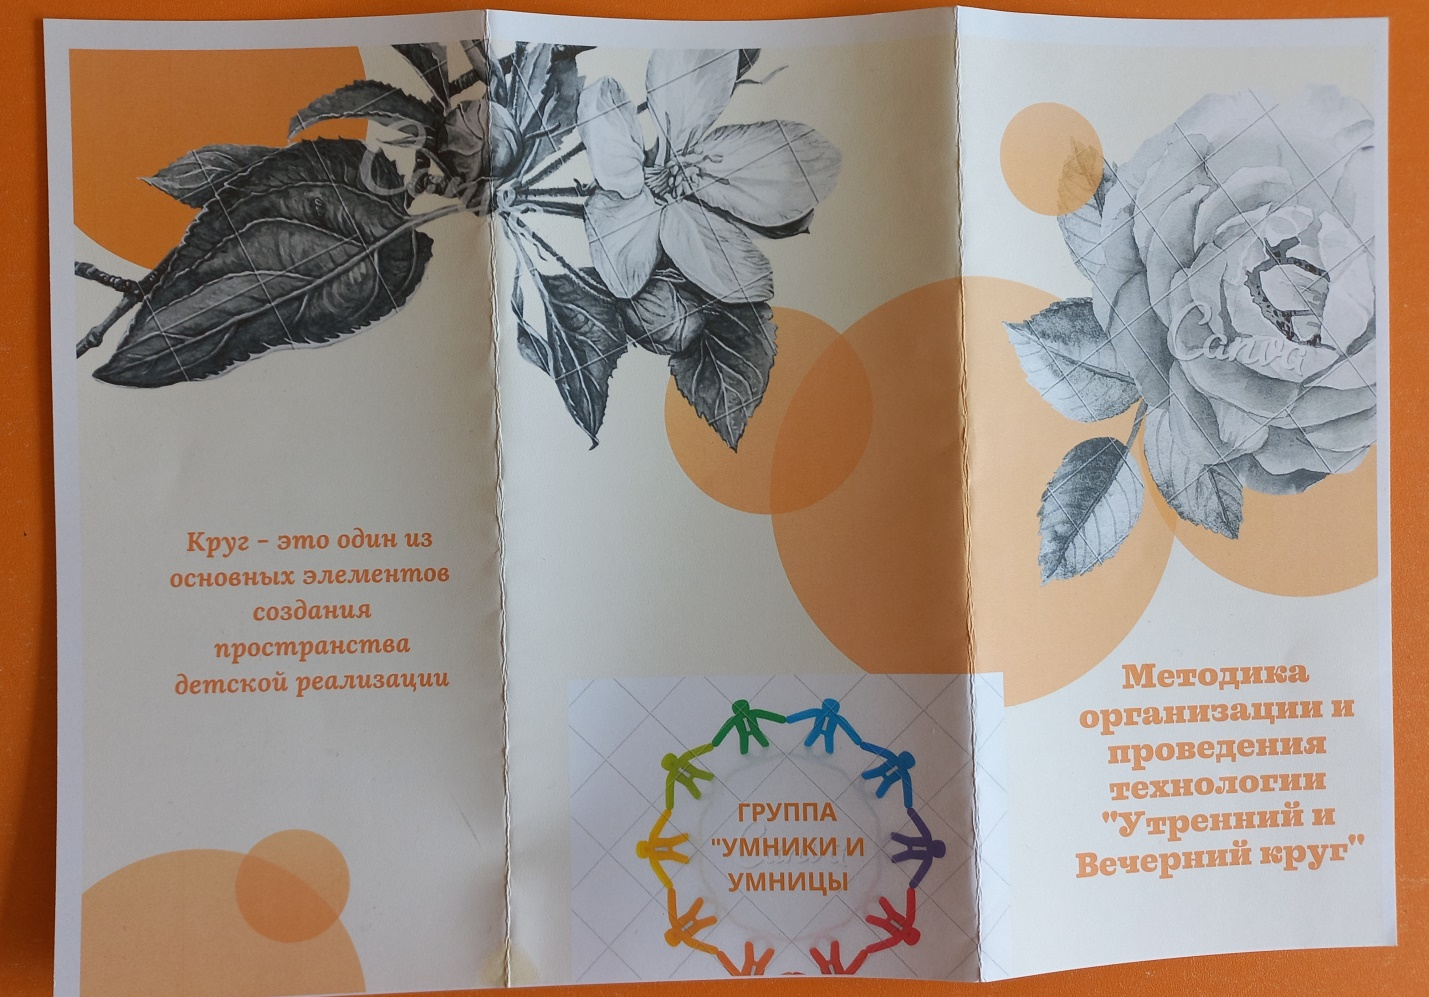 Круг - это один из
основных элементов
создания
пространства
детской реализации
ГРУППА
"УМНИКИ И
УМНИЦЫ
Canva
Методика
организации и
проведения
технологии
"Утренний и
Вечерний круг"